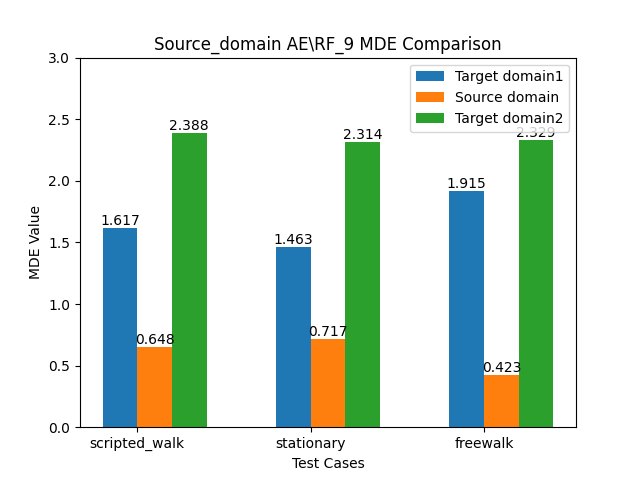 Source_domain AE\RF_9 MDE Comparison
MDE Value
3.0
2.5
2.0
1.5
1.0
0.5
0.0
Target domain1
Source domain
Target domain2
1.617
0.648
2.388
1.463
0.717
2.314
1.915
0.423
2.329
scripted_walk
stationary
freewalk
Test Cases